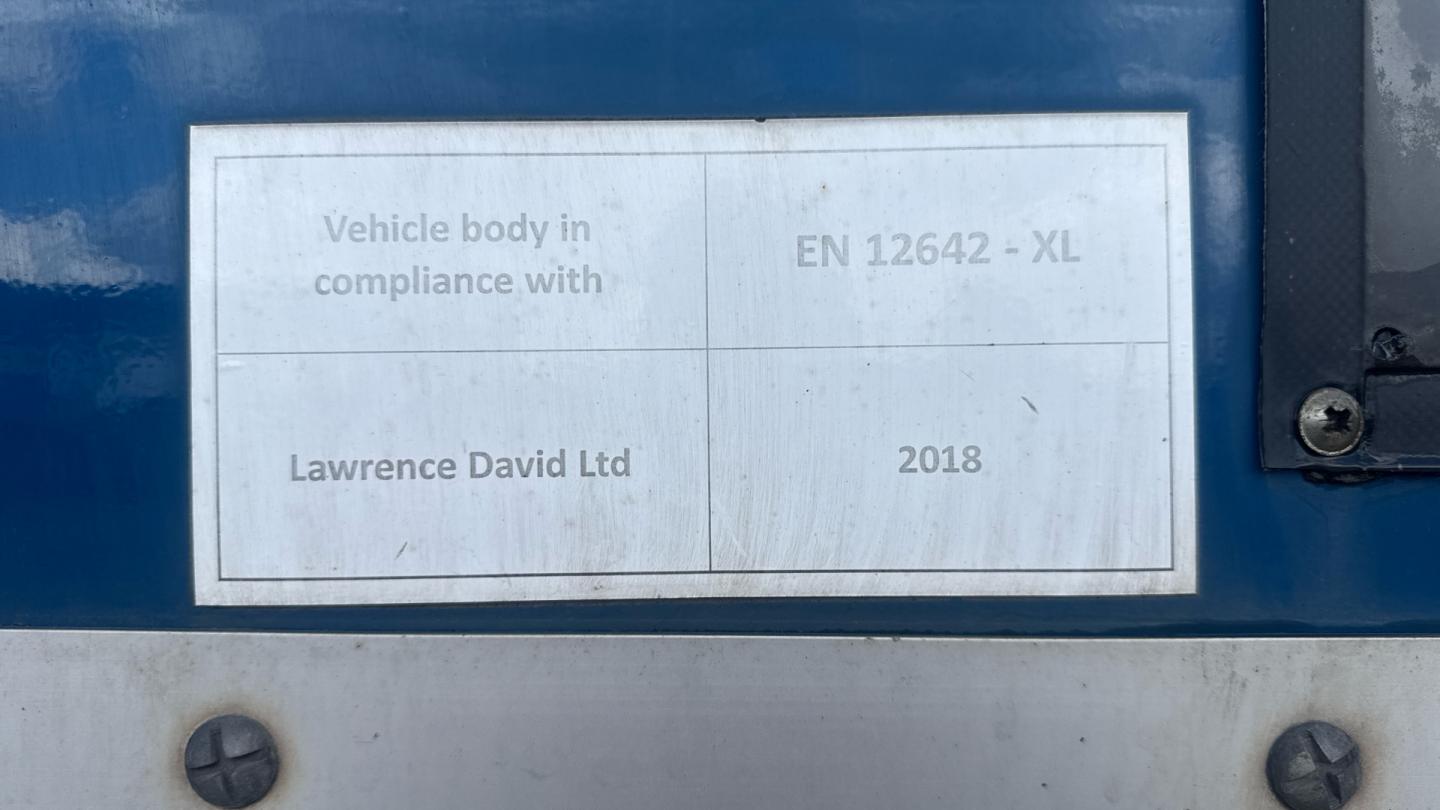 Vehicle body in
compliance with
EN 12642 - XL
Lawrence David Ltd
2018